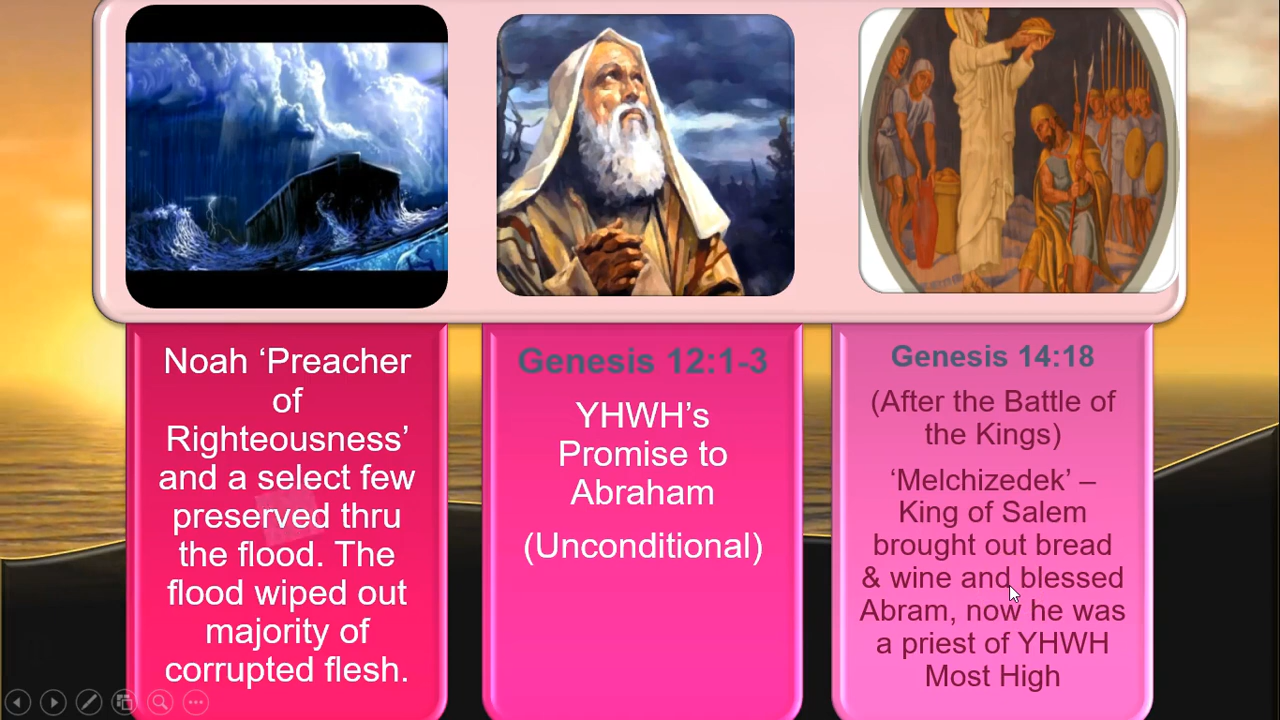 Noah ‘Preacher
of
Righteousness’
and a select few
preserved thru
the flood. The
flood wiped out
majority of
corrupted flesh.
Genesis 12:1-3
YHWH’s
Promise to
Abraham
(Unconditional)
Genesis 14:18
(After the Battle of
the Kings)
‘Melchizedek’ –
King of Salem
brought out bread
& wine and blessed
Abram, now he was
a priest of YHWH
Most High